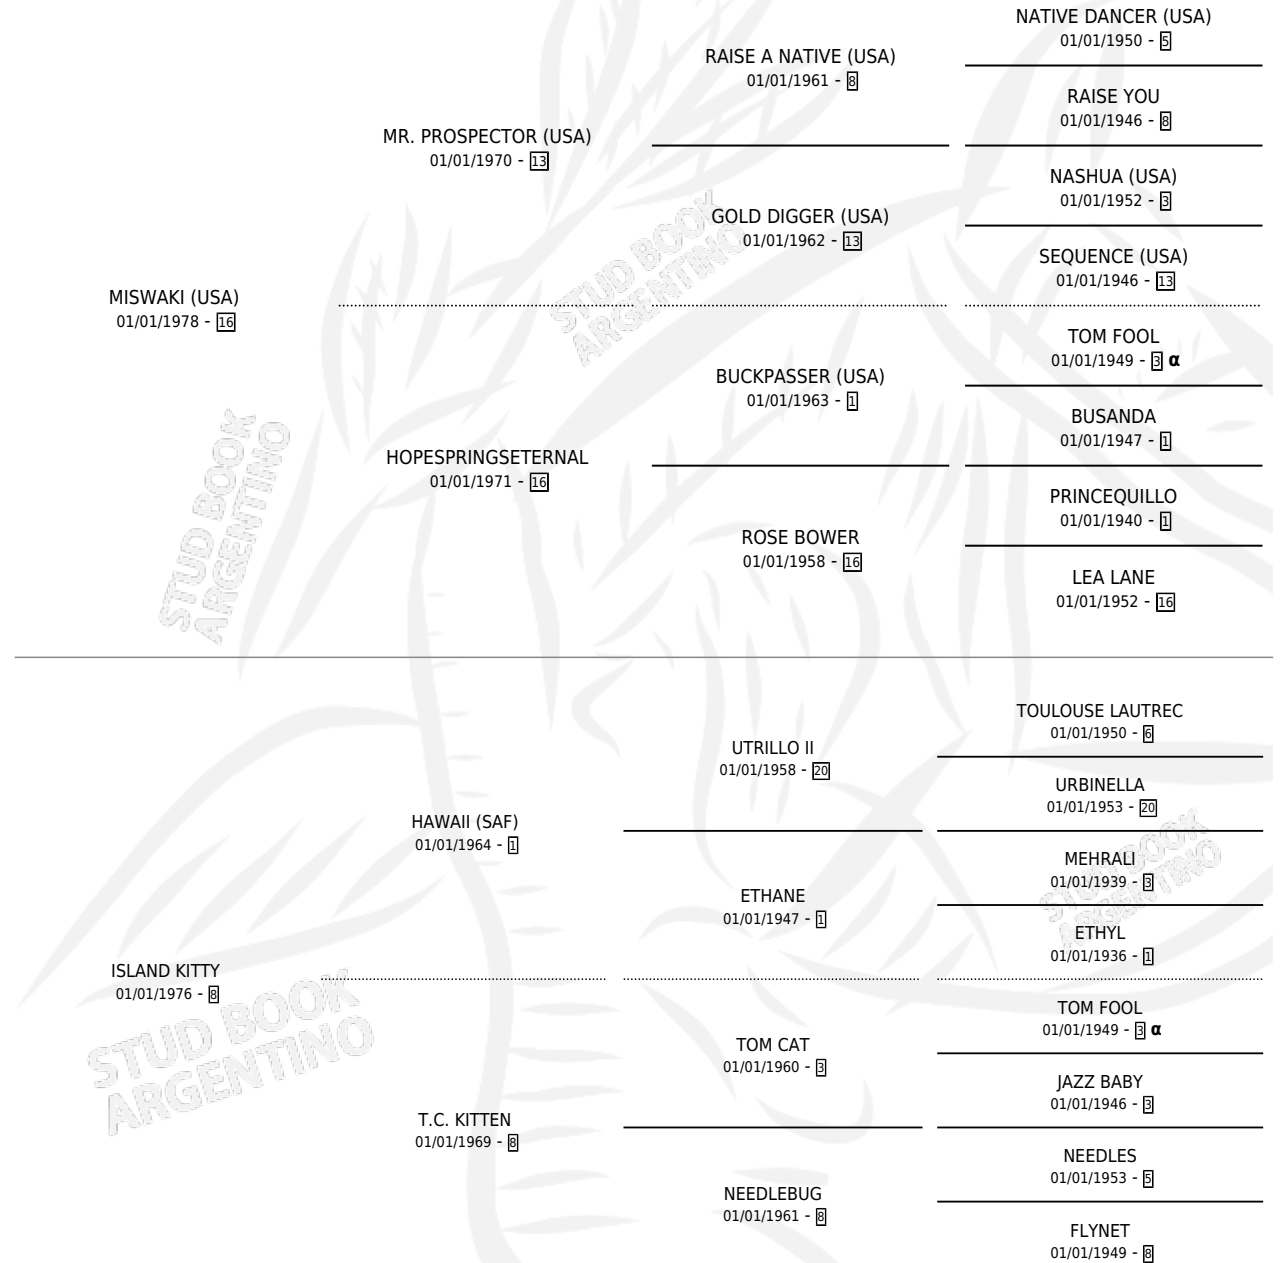 NATIVE DANCER (USA)
01/01/1950 - 5
RAISE A NATIVE (USA)
01/01/1961 - 8
RAISE YOU
01/01/1946 - 8
MR. PROSPECTOR (USA)
01/01/1970 - 13
NASHUA (USA)
01/01/1952 - 3
GOLD DIGGER (USA)
01/01/1962 - 13
SEQUENCE (USA)
01/01/1946 - 13
MISWAKI (USA)
01/01/1978 - 16
TOM FOOL
01/01/1949 - 3 α
BUCKPASSER (USA)
01/01/1963 - 1
BUSANDA
01/01/1947 - 1
HOPESPRINGSETERNAL
01/01/1971 - 16
PRINCEQUILLO
01/01/1940 - 1
ROSE BOWER
01/01/1958 - 16
LEA LANE
01/01/1952 - 16
TOULOUSE LAUTREC
01/01/1950 - 6
UTRILLO II
01/01/1958 - 20
URBINELLA
01/01/1953 - 20
HAWAII (SAF)
01/01/1964 - 1
MEHRALI
01/01/1939 - 3
ETHANE
01/01/1947 - 1
ETHYL
01/01/1936 - 1
ISLAND KITTY
01/01/1976 - 8
TOM FOOL
01/01/1949 - 3 α
TOM CAT
01/01/1960 - 3
JAZZ BABY
01/01/1946 - 3
T.C. KITTEN
01/01/1969 - 8
NEEDLES
01/01/1953 - 5
NEEDLEBUG
01/01/1961 - 8
FLYNET
01/01/1949 - 8
STUD BOOK
ARGENTINO
STUD BOOK
ARGENTINO
STUD BOOK
ARGENTINO
STUD BOOK
ARGENTINO